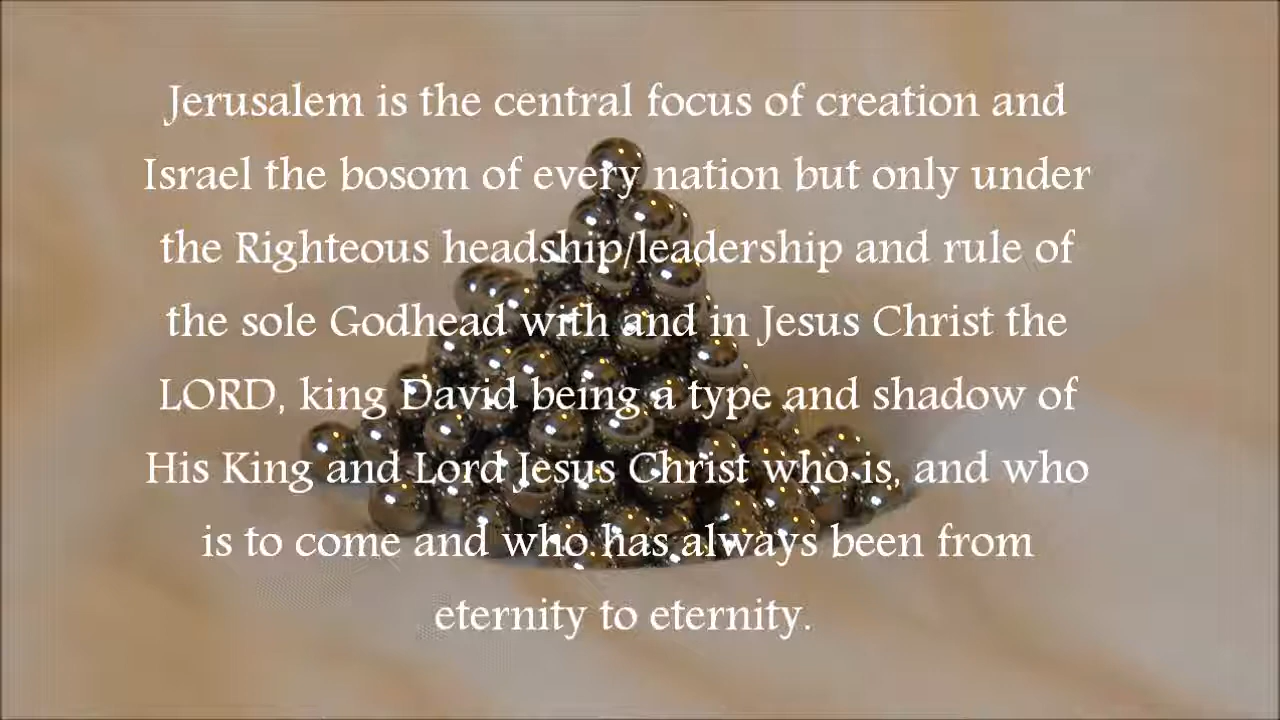 Jerusalem is the central focus of creation and
Israel the bosom of every nation but only under
the Righteous headship/leadership and rule of
the sole Godhead with and in Jesus Christ the
LORD, king David being a type and shadow of
His King and Lord Jesus Christ who is, and who
is to come and who has always been from
eternity to eternity.